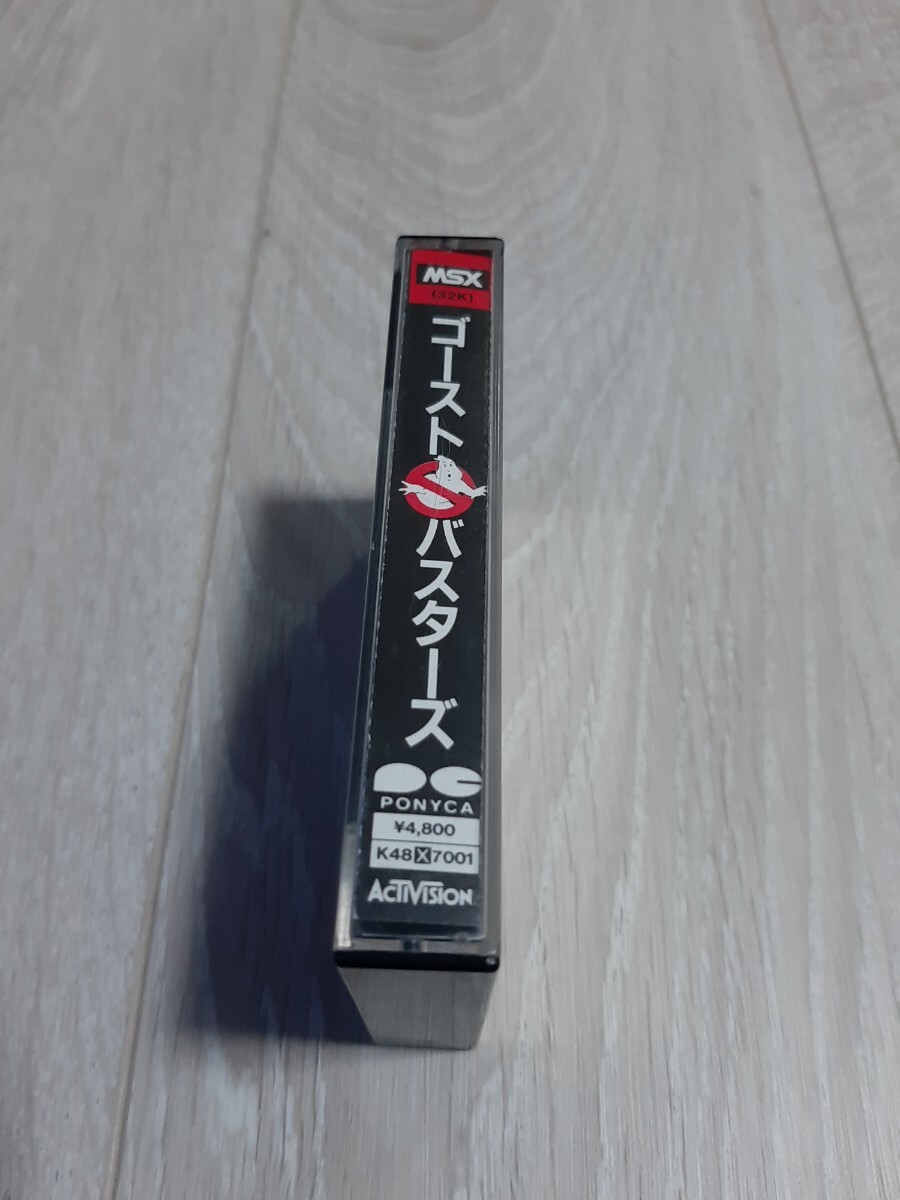 MSX
(32K)
ゴーストバスターズ
PONYCA
¥4,800
K48X7001
ACTIVISION